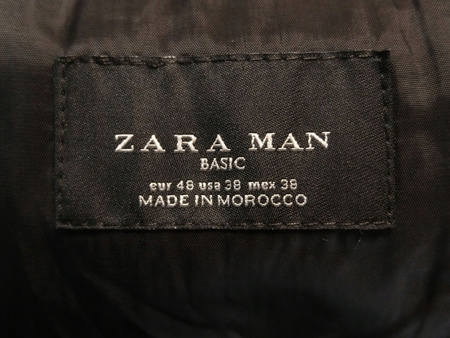 ZARA MAN
BASIC
eur 48 usa 38 mex 38
MADE IN MOROCCO